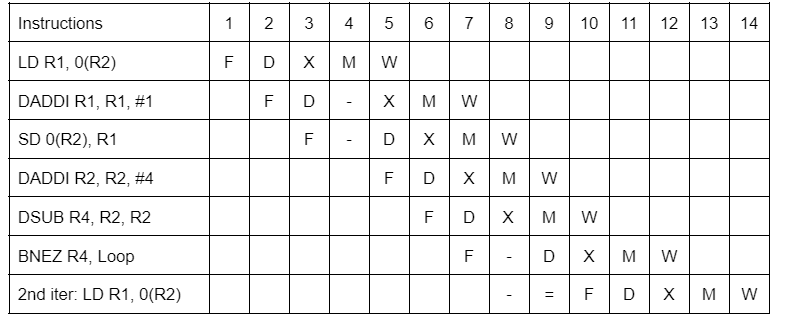 Instructions 1 2 3 4 5 6 7 8 9 10 11 12 13 14
LD R1, 0(R2) F D X M W
DADDI R1, R1, #1 F D - X M W
SD 0(R2), R1 F - D X M W
DADDI R2, R2, #4 F D X M W
DSUB R4, R2, R2 F D X M W
BNEZ R4, Loop F - D X M W
2nd iter: LD R1, 0(R2) - = F D X M W